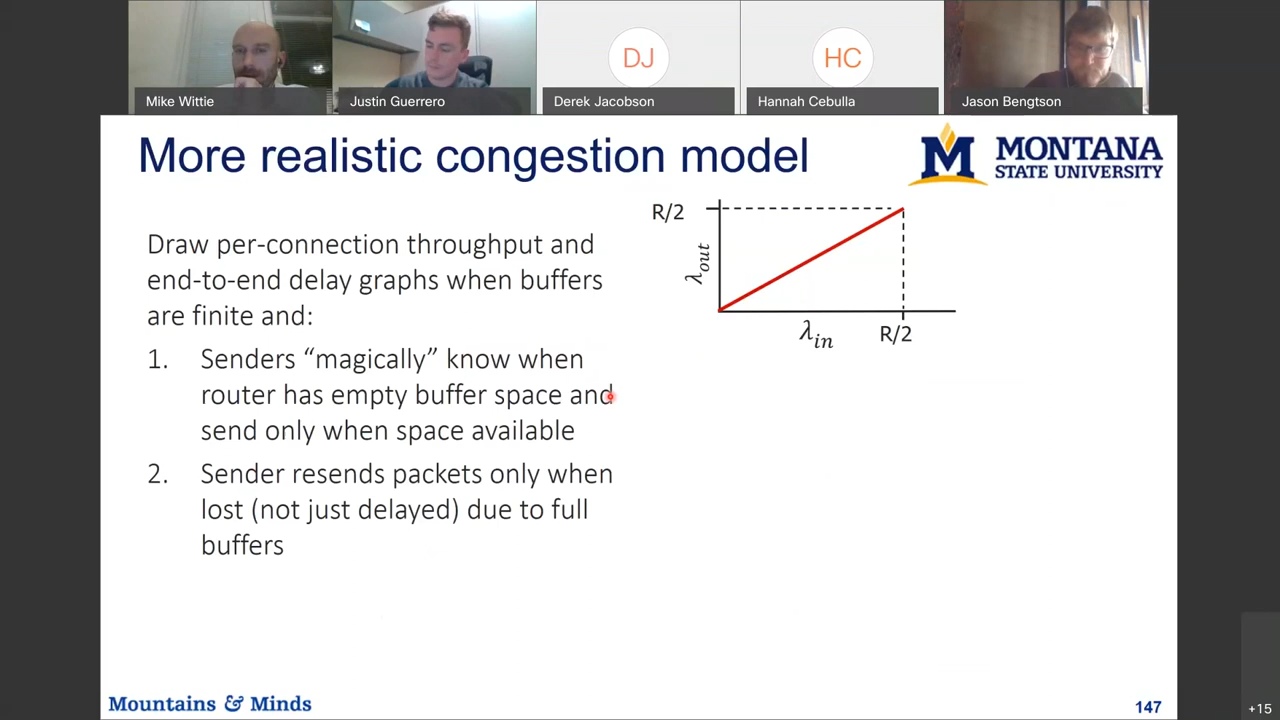 DJ
HC
Mike Wittie
Justin Guerrero
Derek Jacobson
Hannah Cebulla
Jason Bengtson
More realistic congestion model
M MONTANA
STATE UNIVERSITY
Draw per-connection throughput and
end-to-end delay graphs when buffers
are finite and:
1. Senders “magically” know when
router has empty buffer space and
send only when space available
2. Sender resends packets only when
lost (not just delayed) due to full
buffers
R/2
λout
λin
R/2
Mountains & Minds
147
+15